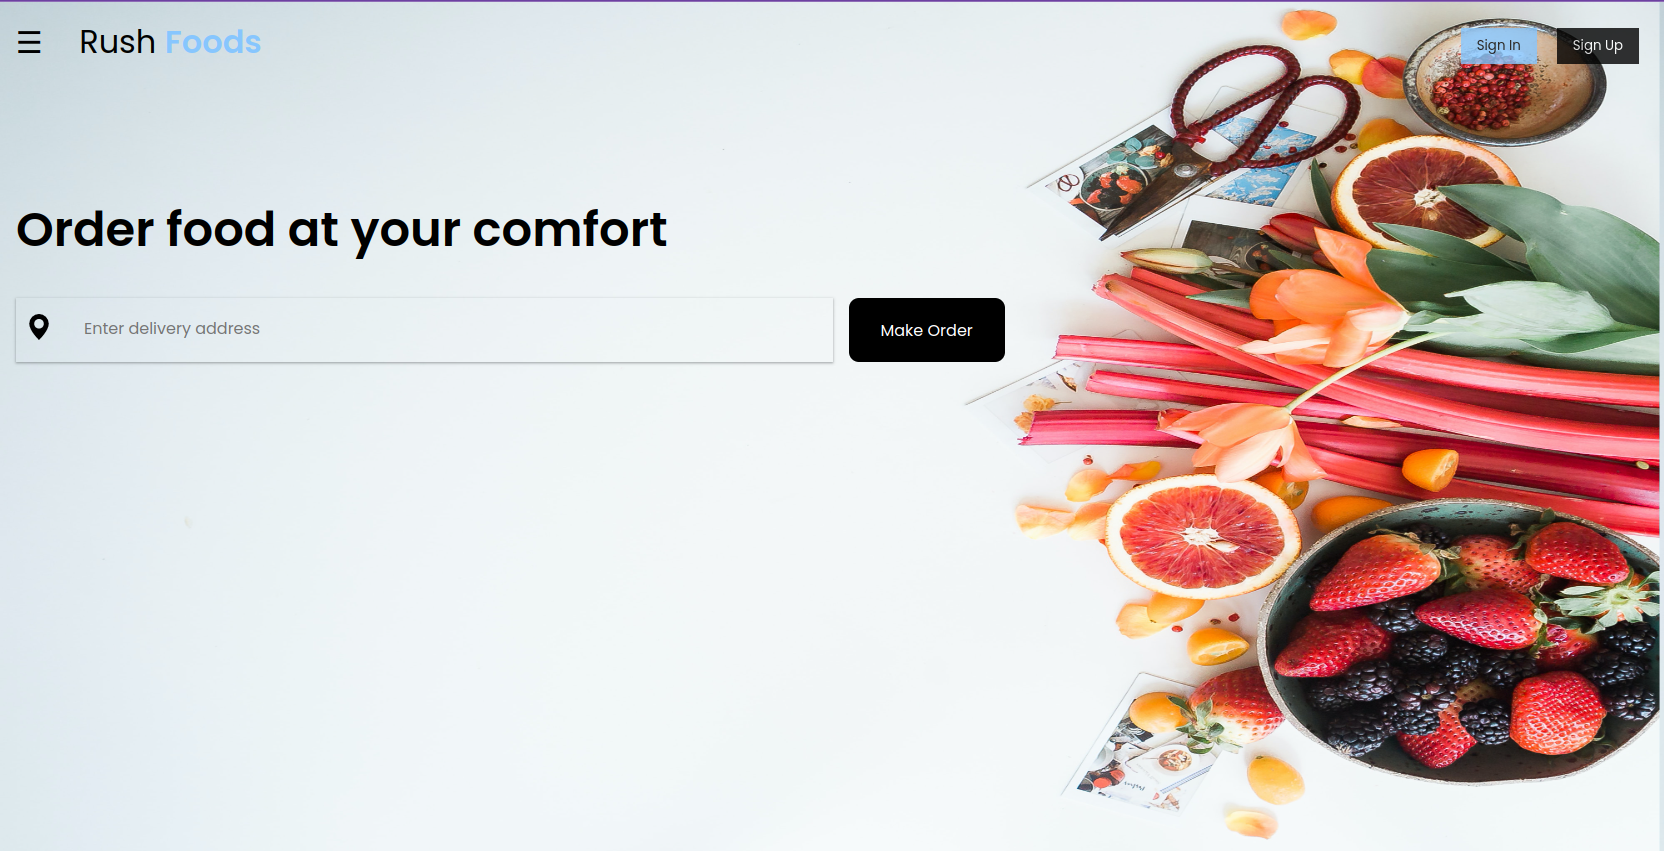 ☰ Rush Foods
Sign In
Sign Up
Order food at your comfort
Enter delivery address
Make Order